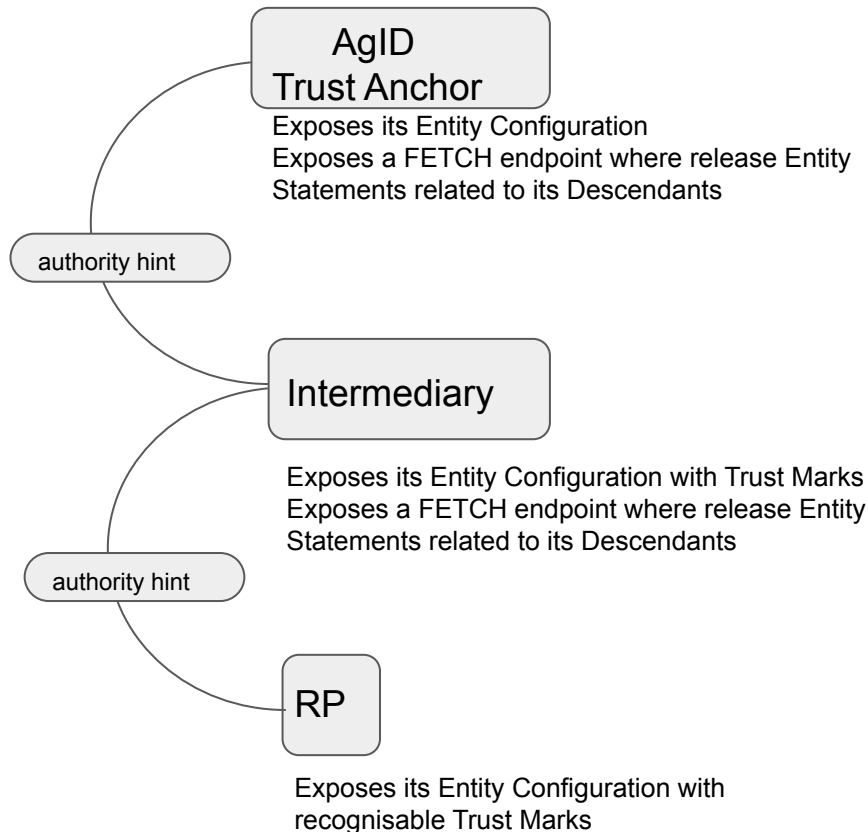 AgID
Trust Anchor
Exposes its Entity Configuration
Exposes a FETCH endpoint where release Entity
Statements related to its Descendants
authority hint
Intermediary
Exposes its Entity Configuration with Trust Marks
Exposes a FETCH endpoint where release Entity
Statements related to its Descendants
authority hint
RP
Exposes its Entity Configuration with
recognisable Trust Marks